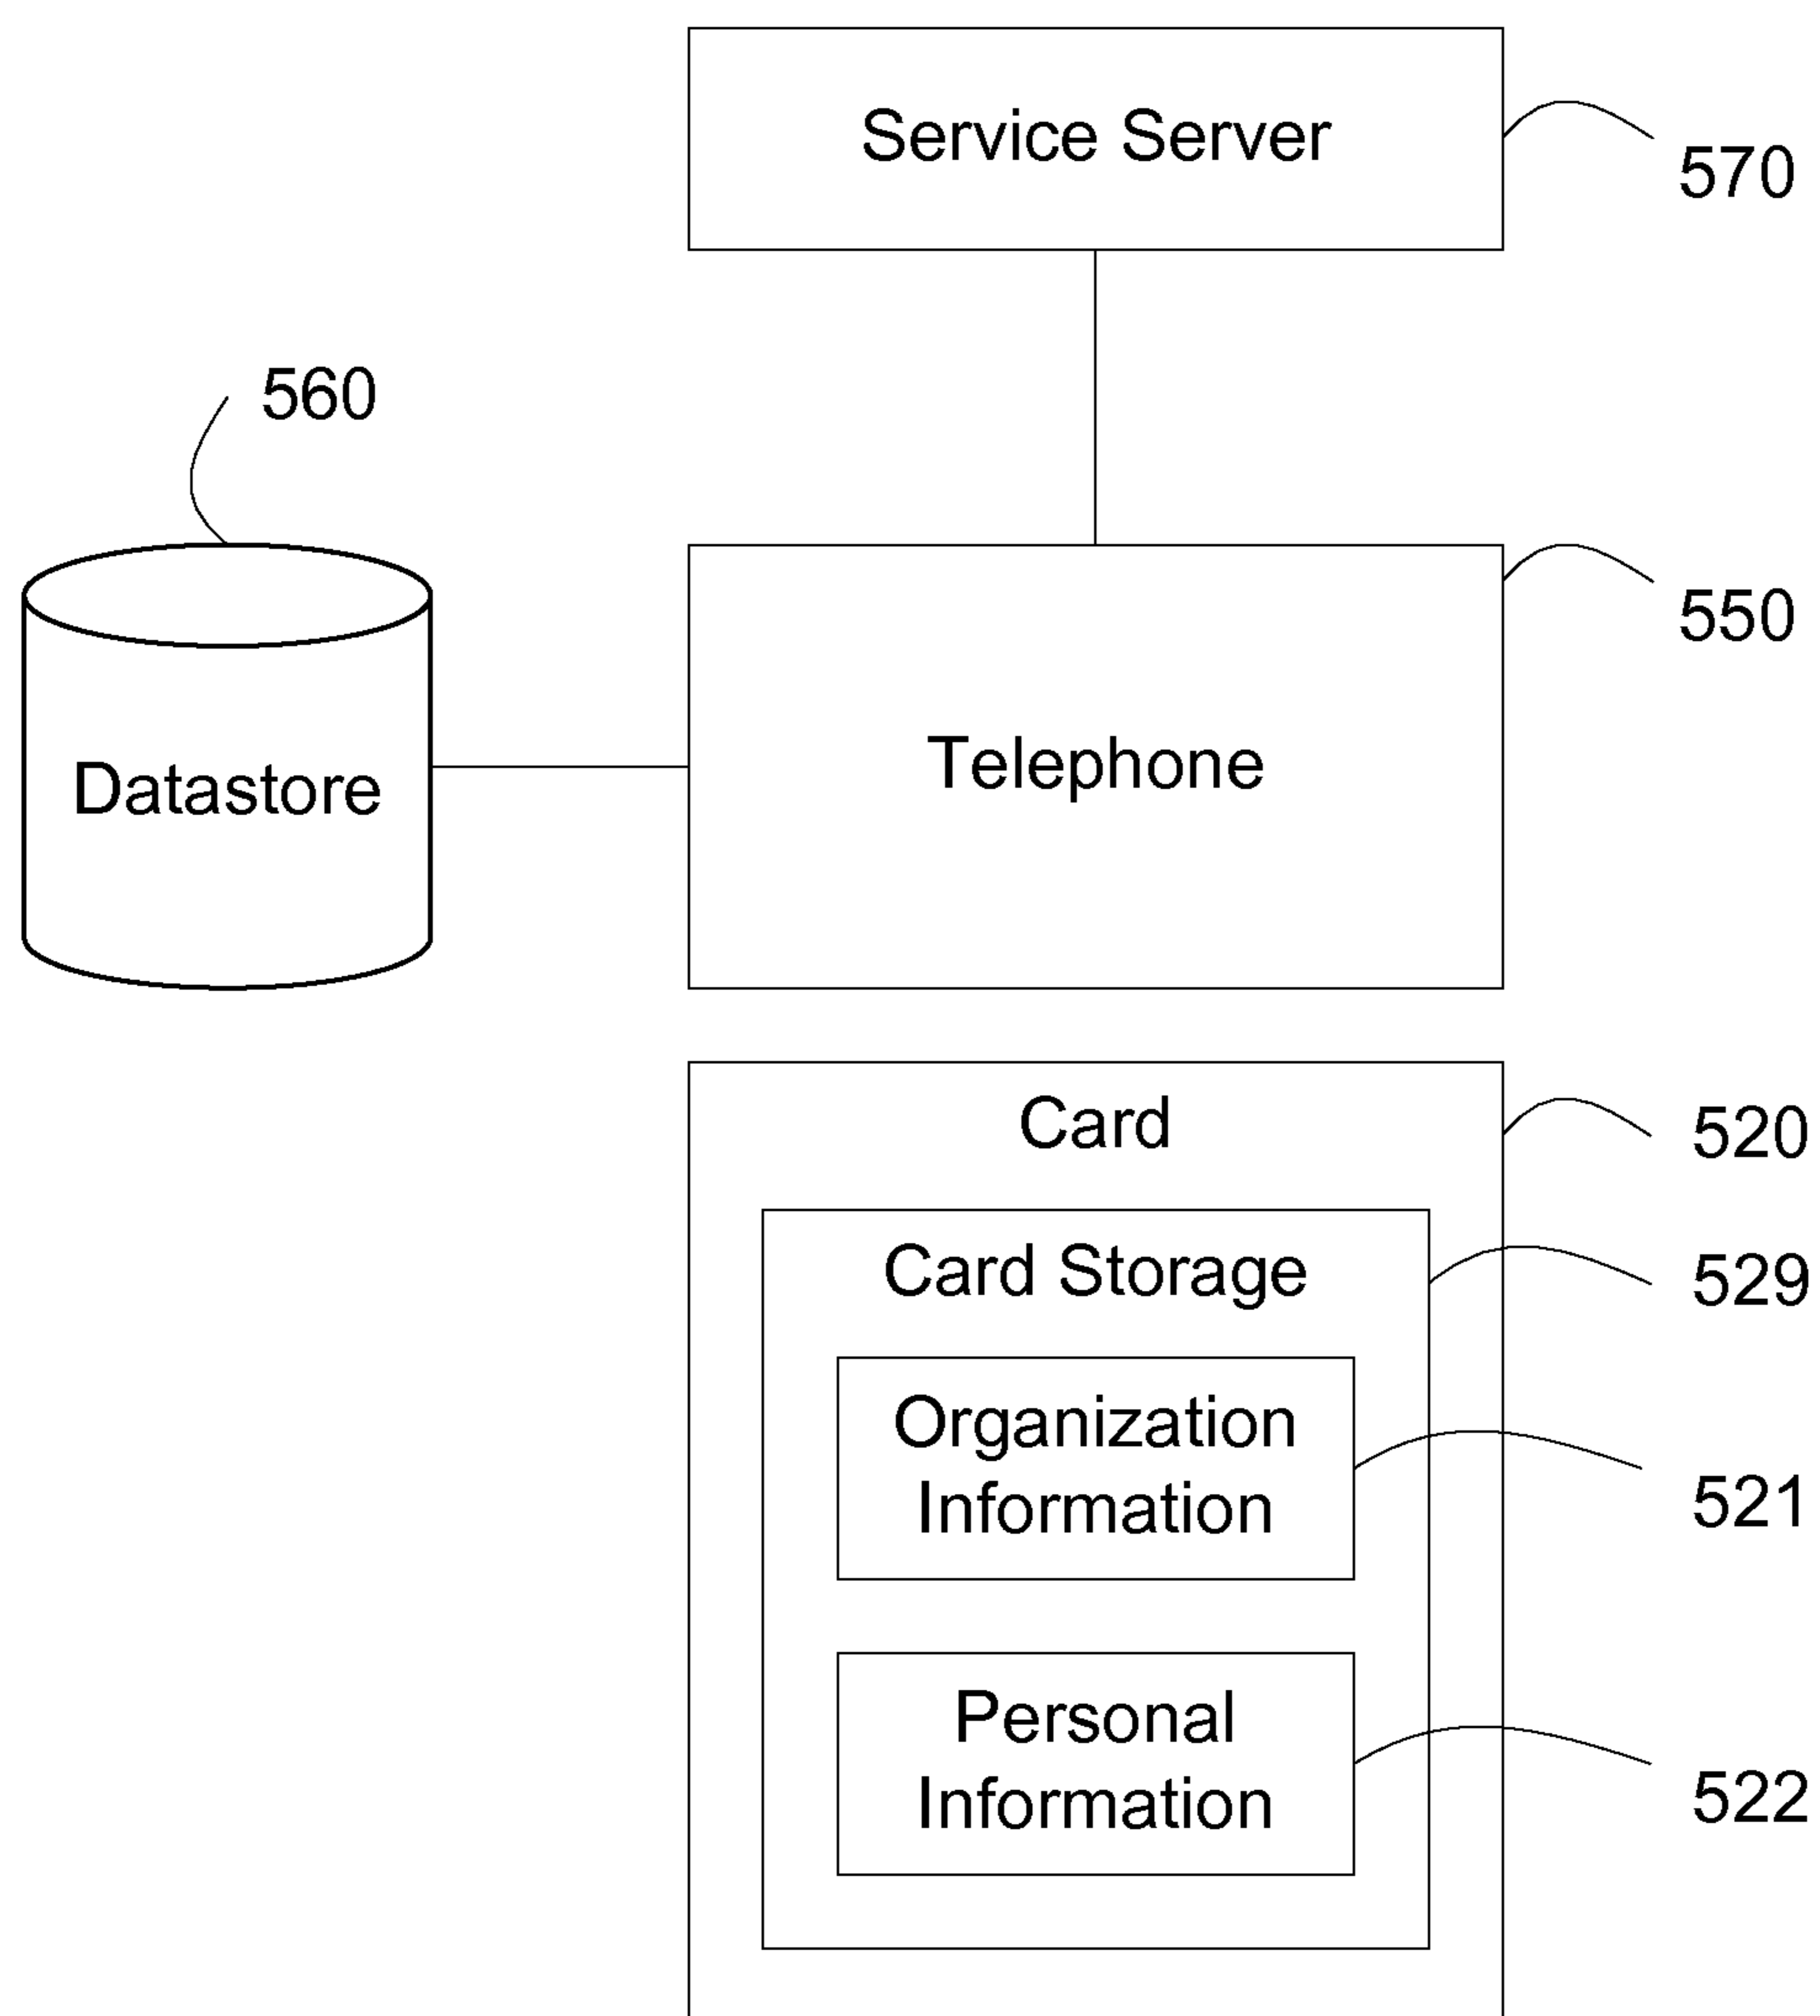 Service Server
570
560
550
Telephone
Datastore
Card
520
Card Storage
529
Organization
Information
521
Personal
Information
522